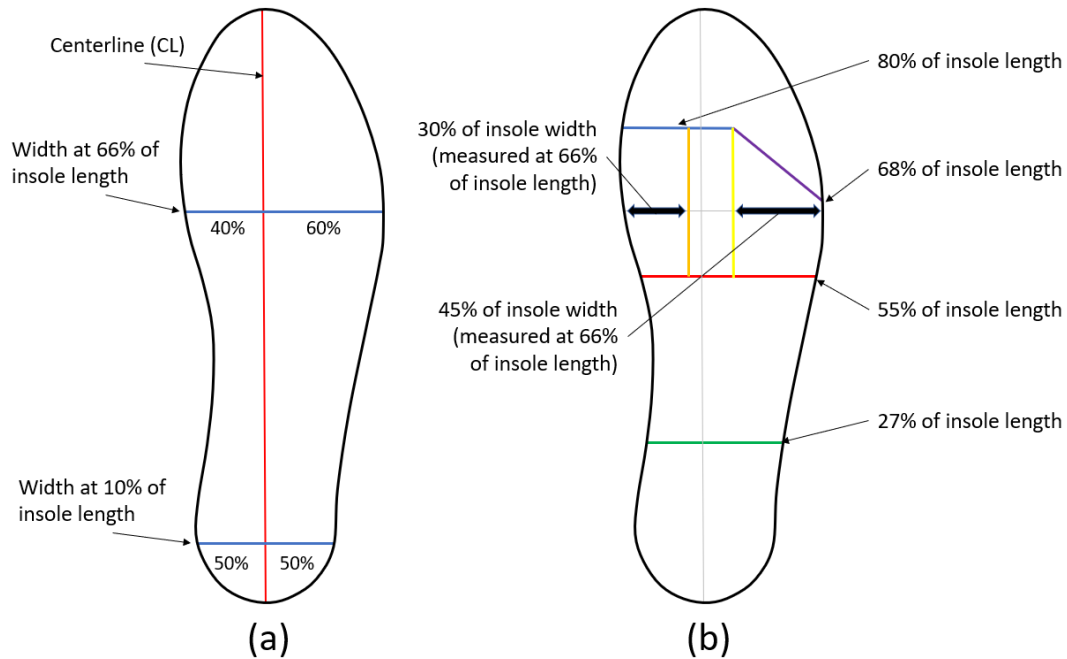 Centerline (CL)
Width at 66% of
insole length
40%
60%
Width at 10% of
insole length
50%
50%
(a)
80% of insole length
30% of insole width
(measured at 66%
of insole length)
68% of insole length
45% of insole width
(measured at 66%
of insole length)
55% of insole length
27% of insole length
(b)